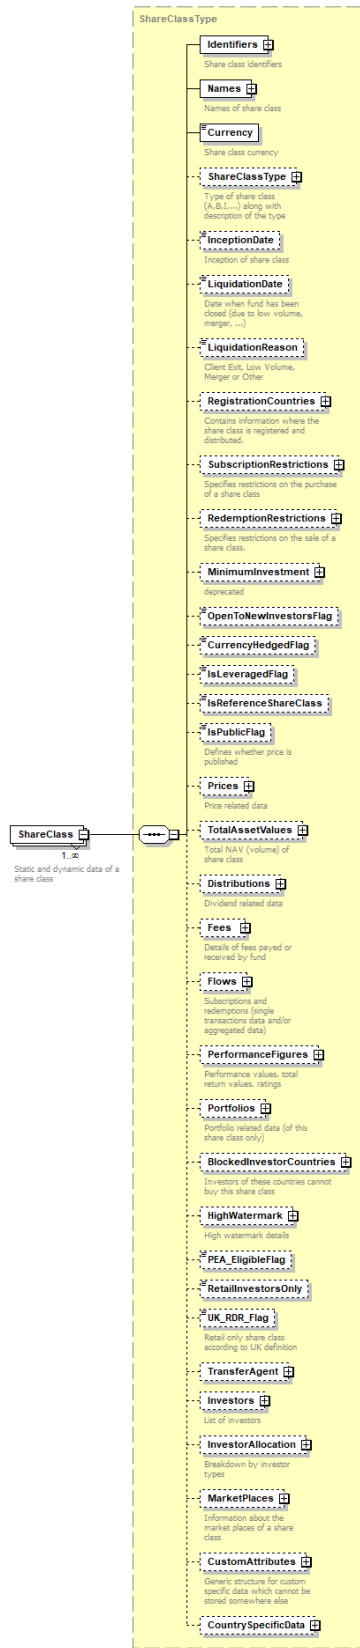 ShareClassType
Identifiers
Share class identifiers
Names
Names of share class
Currency
Share class currency
ShareClassType
Type of share class
(A,B,I,...) along with
description of the type
InceptionDate
Inception of share class
LiquidationDate
Date when fund has been
closed (due to low volume,
merger, ...)
LiquidationReason
Client Exit, Low Volume,
Merger or Other
RegistrationCountries
Contains information where the
share class is registered and
distributed.
SubscriptionRestrictions
Specifies restrictions on the purchase
of a share class
RedemptionRestrictions
Specifies restrictions on the sale of a
share class.
MinimumInvestment
deprecated
OpenToNewInvestorsFlag
CurrencyHedgedFlag
IsLeveragedFlag
IsReferenceShareClass
IsPublicFlag
Defines whether price is
published
Prices
Price related data
ShareClass
1..∞
Static and dynamic data of a
share class
TotalAssetValues
Total NAV (volume) of
share class
Distributions
Dividend related data
Fees
Details of fees payed or
received by fund
Flows
Subscriptions and
redemptions (single
transactions data and/or
aggregated data)
PerformanceFigures
Performance values, total
return values, ratings
Portfolios
Portfolio related data (of this
share class only)
BlockedInvestorCountries
Investors of these countries cannot
buy this share class
HighWatermark
High watermark details
PEA_EligibleFlag
RetailInvestorsOnly
UK_RDR_Flag
Retail only share class
according to UK definition
TransferAgent
Investors
List of investors
InvestorAllocation
Breakdown by investor
types
MarketPlaces
Information about the
market places of a share
class
CustomAttributes
Generic structure for custom
specific data which cannot be
stored somewhere else
CountrySpecificData